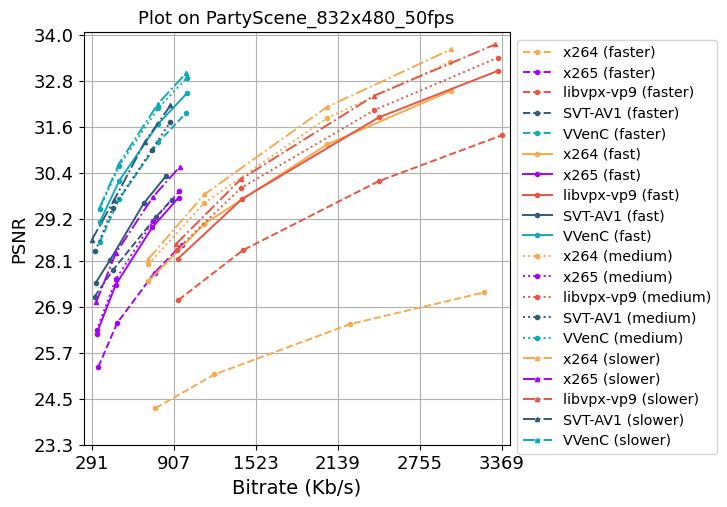 Plot on PartyScene_832x480_50fps
34.0
32.8
31.6
30.4
29.2
28.1
26.9
25.7
24.5
23.3
PSNR
291 907 1523 2139 2755 3369
Bitrate (Kb/s)
x264 (faster)
x265 (faster)
libvpx-vp9 (faster)
SVT-AV1 (faster)
VVenC (faster)
x264 (fast)
x265 (fast)
libvpx-vp9 (fast)
SVT-AV1 (fast)
VVenC (fast)
x264 (medium)
x265 (medium)
libvpx-vp9 (medium)
SVT-AV1 (medium)
VVenC (medium)
x264 (slower)
x265 (slower)
libvpx-vp9 (slower)
SVT-AV1 (slower)
VVenC (slower)